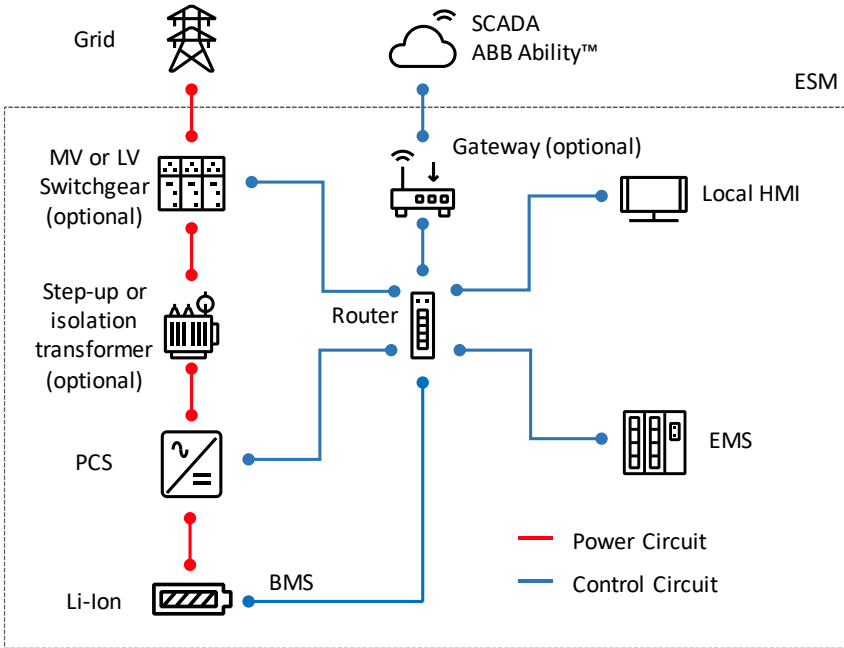 Grid
SCADA
ABB Ability™
ESM
MV or LV
Switchgear
(optional)
Gateway (optional)
Local HMI
Step-up or
isolation
transformer
(optional)
Router
PCS
EMS
Power Circuit
Li-Ion
BMS
Control Circuit